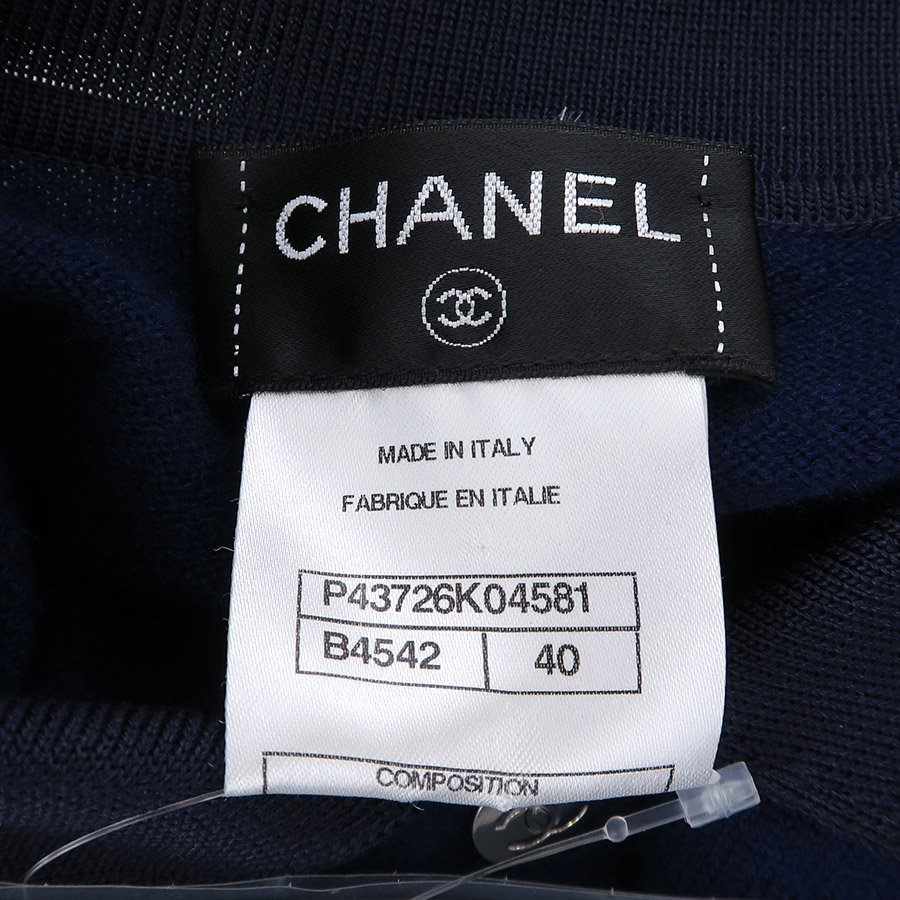 CHANEL
MADE IN ITALY
FABRIQUE EN ITALIE
P43726K04581
B4542 40
COMPOSITION